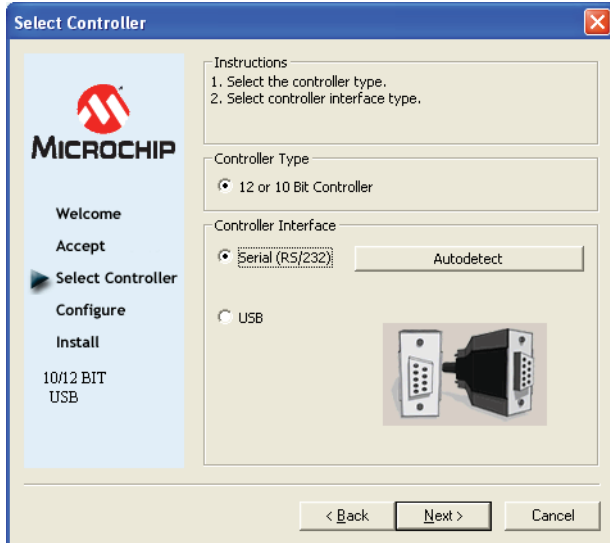 Select Controller
MICROCHIP
Welcome
Accept
Select Controller
Configure
Install
10/12 BIT
USB
Instructions
1. Select the controller type.
2. Select controller interface type.
Controller Type
12 or 10 Bit Controller
Controller Interface
Serial (RS/232)
Autodetect
USB
< Back
Next >
Cancel